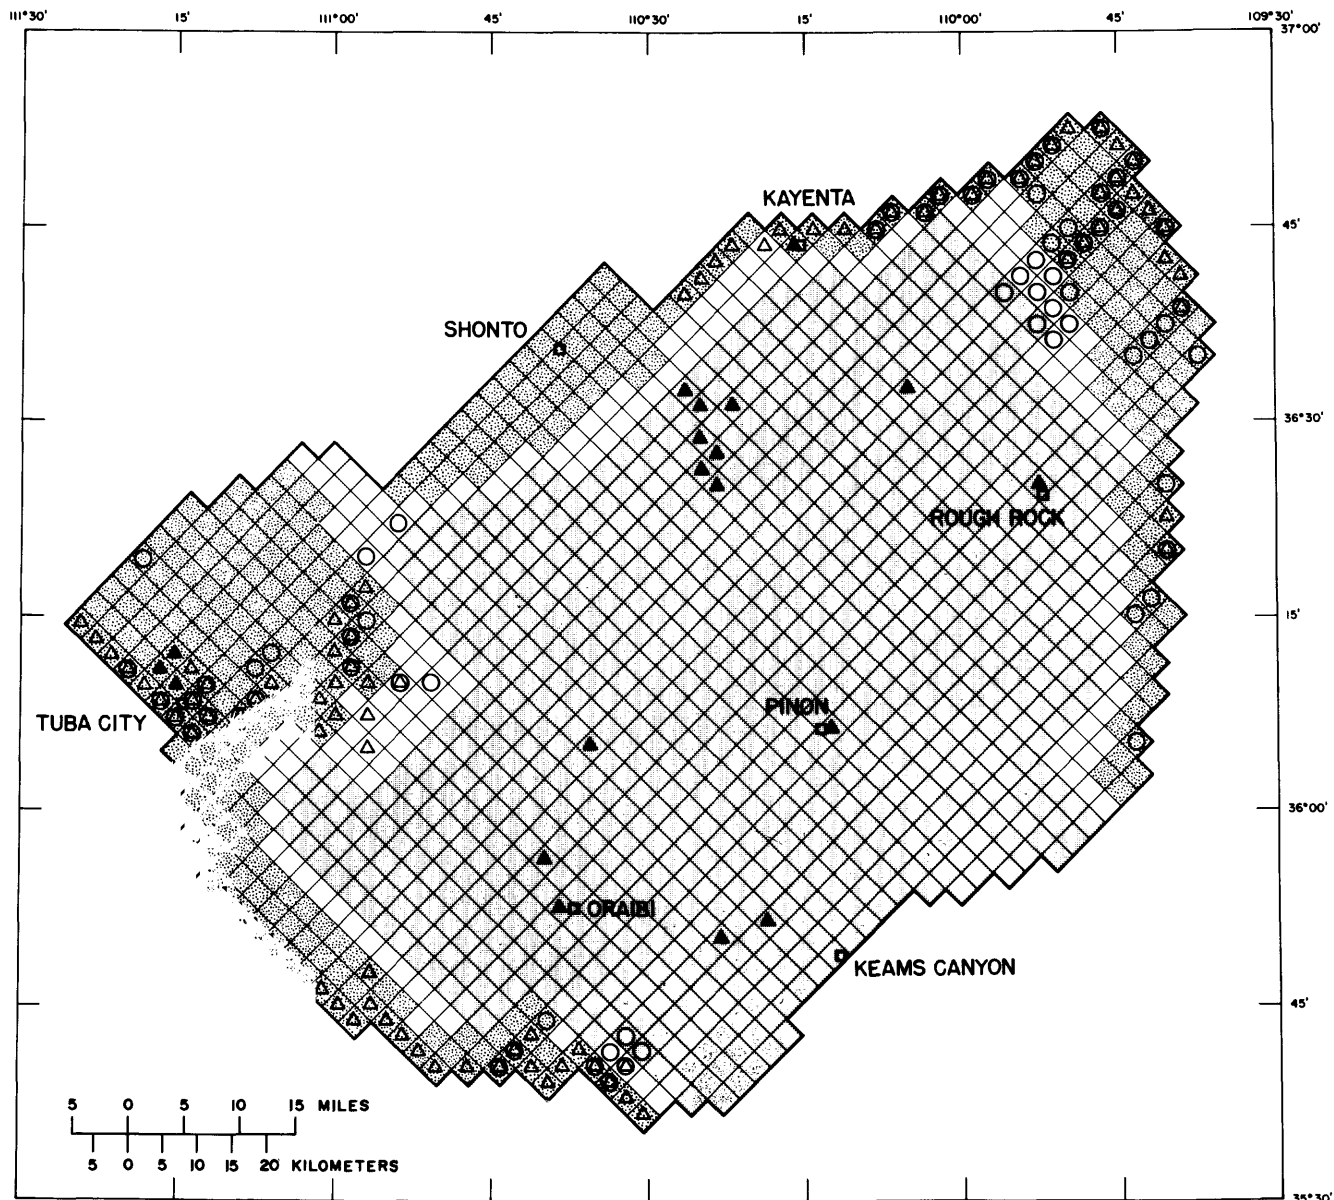 111°30' 15' 111°00' 45' 110°30' 15' 110°00' 45' 109°30'
37°00'
KAYENTA
45'
SHONTO
36°30'
ROUGH ROCK
15'
PINON
TUBA CITY
36°00'
ORAIBI
KEAMS CANYON
45'
5 0 5 10 15 MILES
5 0 5 10 15 20 KILOMETERS
35°30'